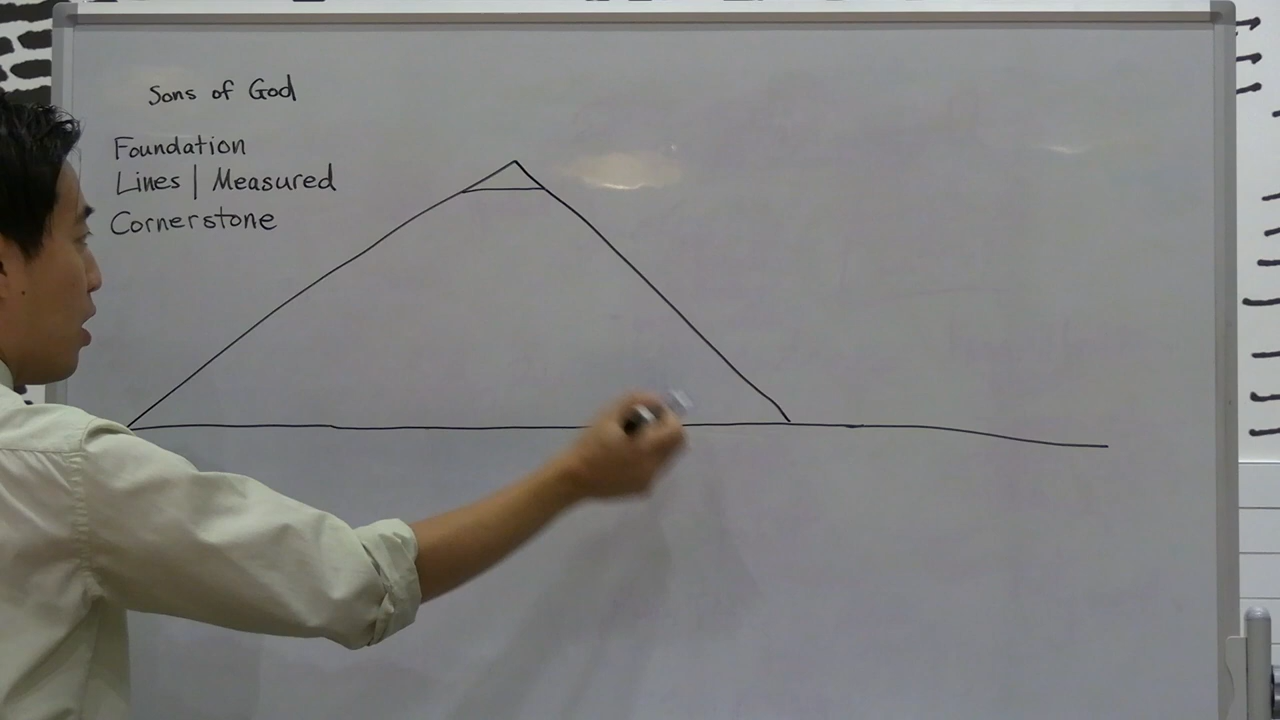 Sons of God
Foundation
Lines | Measured
Cornerstone